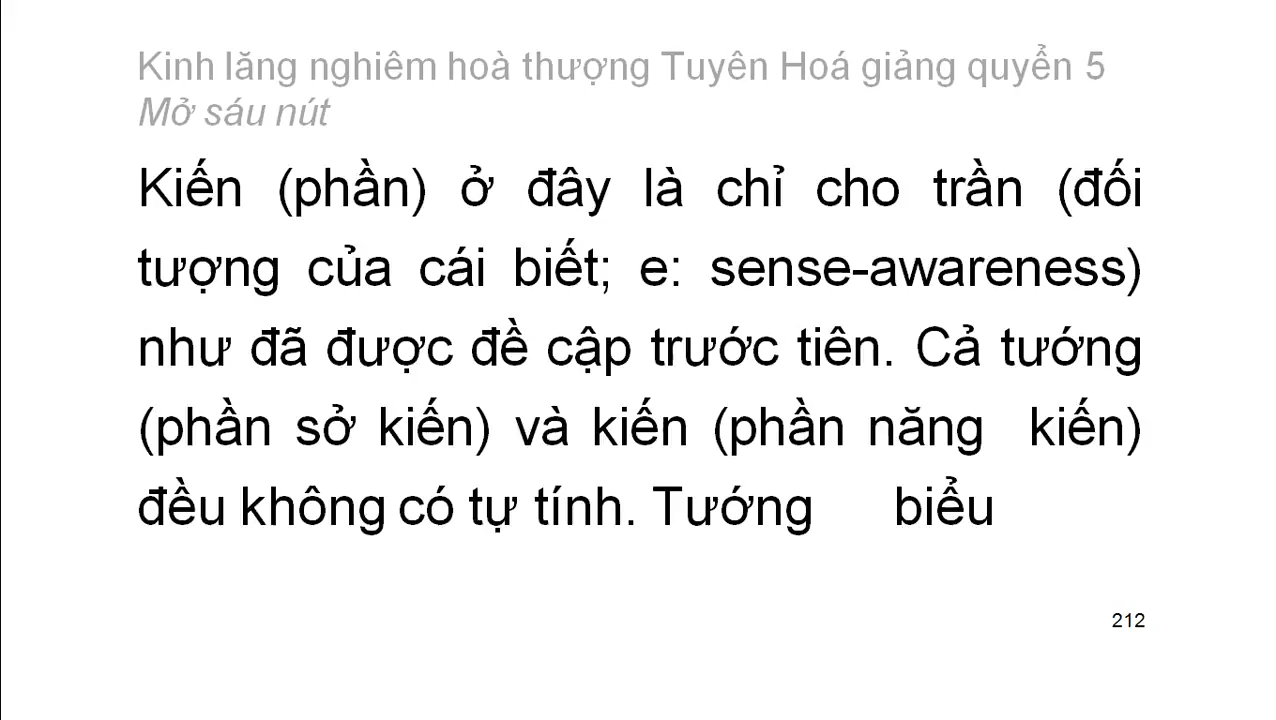 Kinh lăng nghiêm hoà thượng Tuyên Hoá giảng quyển 5
Mở sáu nút
Kiến (phần) ở đây là chỉ cho trần (đối
tượng của cái biết; e: sense-awareness)
như đã được đề cập trước tiên. Cả tướng
(phần sở kiến) và kiến (phần năng kiến)
đều không có tự tính. Tướng biểu
212